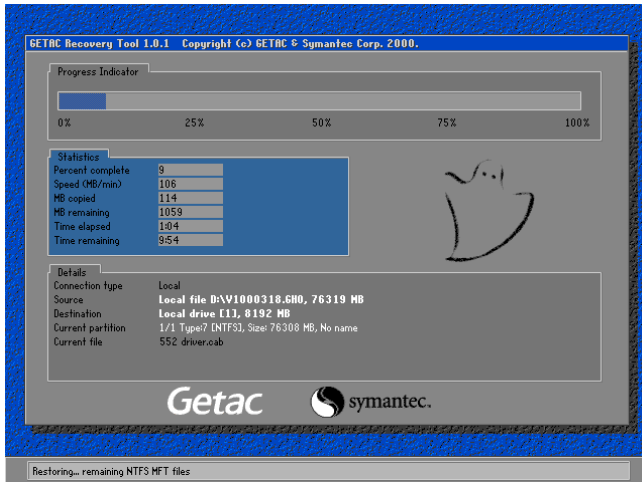 GETAC Recovery Tool 1.0.1 Copyright (c) GETAC & Symantec Corp. 2000.
Progress Indicator
0% 25% 50% 75% 100%
Statistics
Percent complete 9
Speed (MB/min) 106
MB copied 114
MB remaining 1059
Time elapsed 1:04
Time remaining 9:54
Details
Connection type Local
Source Local file D:\V1000318.GHO, 76319 MB
Destination Local drive [1], 8192 MB
Current partition 1/1 Type:7 [NTFS], Size: 76308 MB, No name
Current file 552 driver.cab
Getac symantec.
Restoring... remaining NTFS MFT files